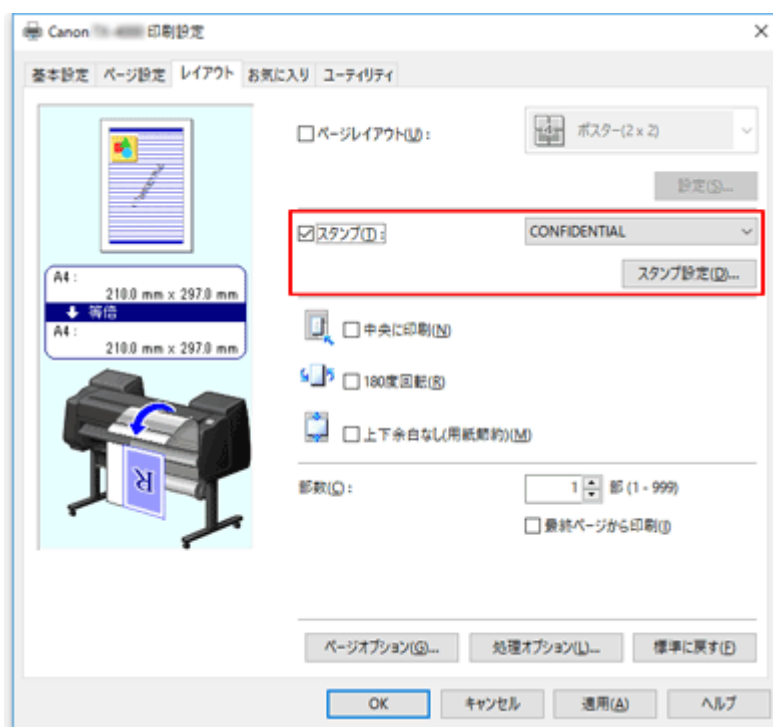 Canon 印刷設定
基本設定 ページ設定 レイアウト お気に入り ユーティリティ
ページレイアウト(U):
ポスター(2 x 2)
設定(S)...
スタンプ(T):
CONFIDENTIAL
スタンプ設定(D)...
A4 :
210.0 mm x 297.0 mm
等倍
A4 :
210.0 mm x 297.0 mm
中央に印刷(N)
180度回転(R)
上下余白なし(用紙節約)(M)
R
部数(C):
1 部 (1 - 999)
最終ページから印刷(I)
ページオプション(G)... 処理オプション(L)... 標準に戻す(F)
OK キャンセル 適用(A) ヘルプ